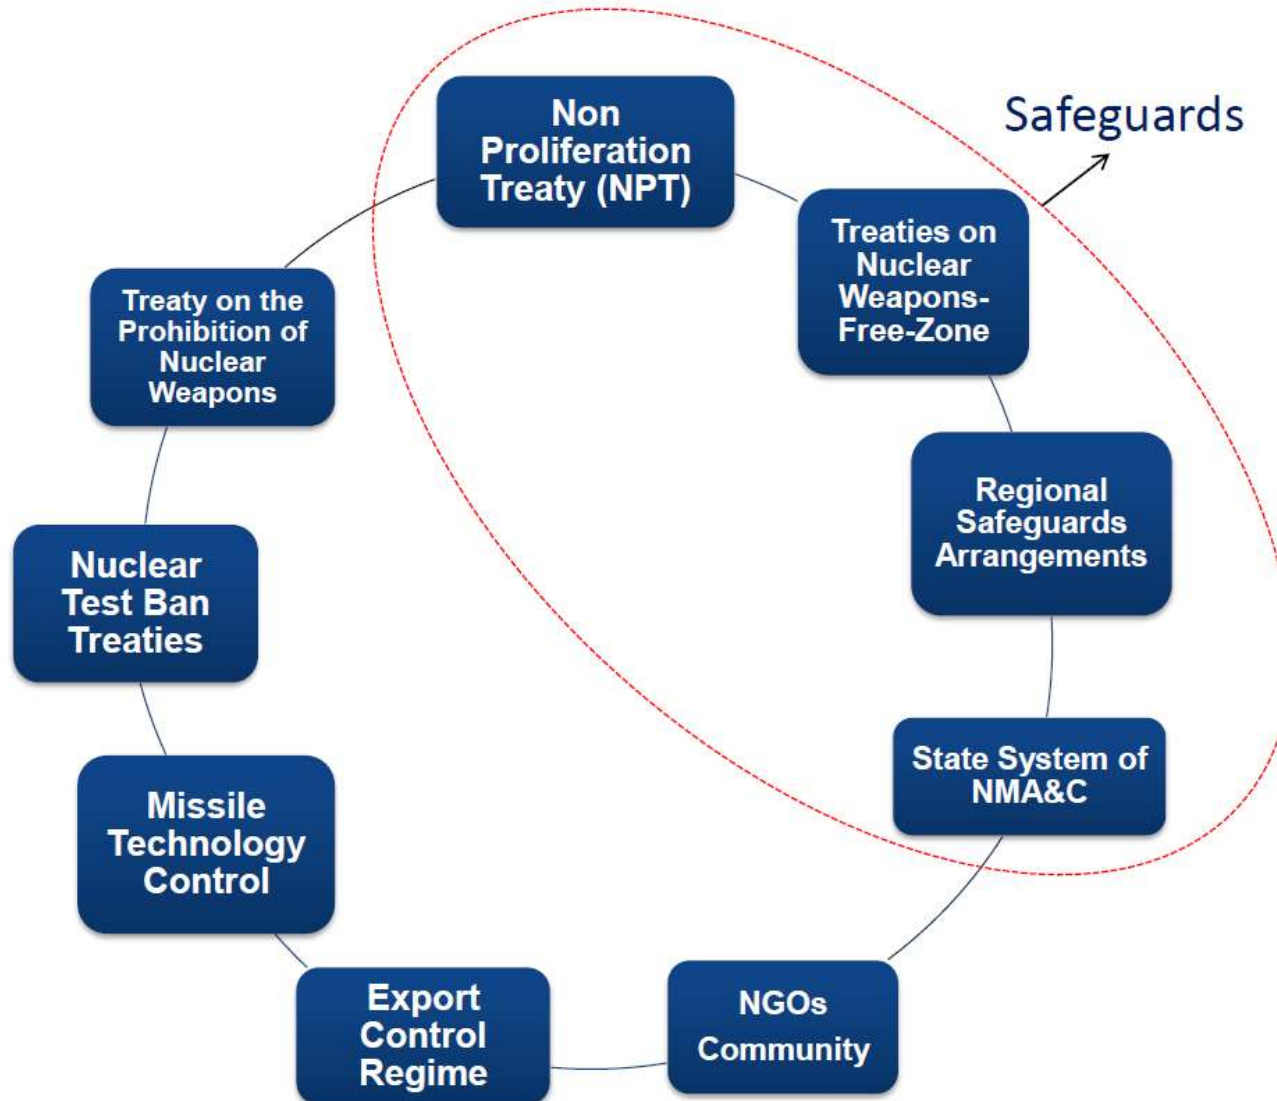 Non
Proliferation
Treaty (NPT)
Safeguards
Treaties on
Nuclear
Weapons-
Free-Zone
Regional
Safeguards
Arrangements
State System of
NMA&C
NGOs
Community
Export
Control
Regime
Missile
Technology
Control
Nuclear
Test Ban
Treaties
Treaty on the
Prohibition of
Nuclear
Weapons